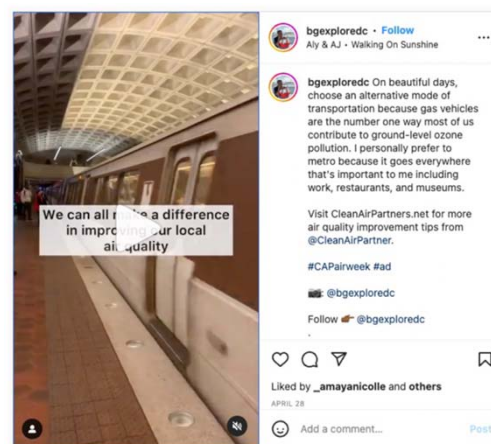 We can all make a difference
in improving our local
air quality
bgexploredc • Follow
Aly & AJ • Walking On Sunshine
bgexploredc On beautiful days,
choose an alternative mode of
transportation because gas vehicles
are the number one way most of us
contribute to ground-level ozone
pollution. I personally prefer to
metro because it goes everywhere
that's important to me including
work, restaurants, and museums.
Visit CleanAirPartners.net for more
air quality improvement tips from
@CleanAirPartner.
#CAPairweek #ad
📷: @bgexploredc
Follow 👉🏾 @bgexploredc
.
Liked by _amayanicolle and others
APRIL 28
Add a comment...
Post